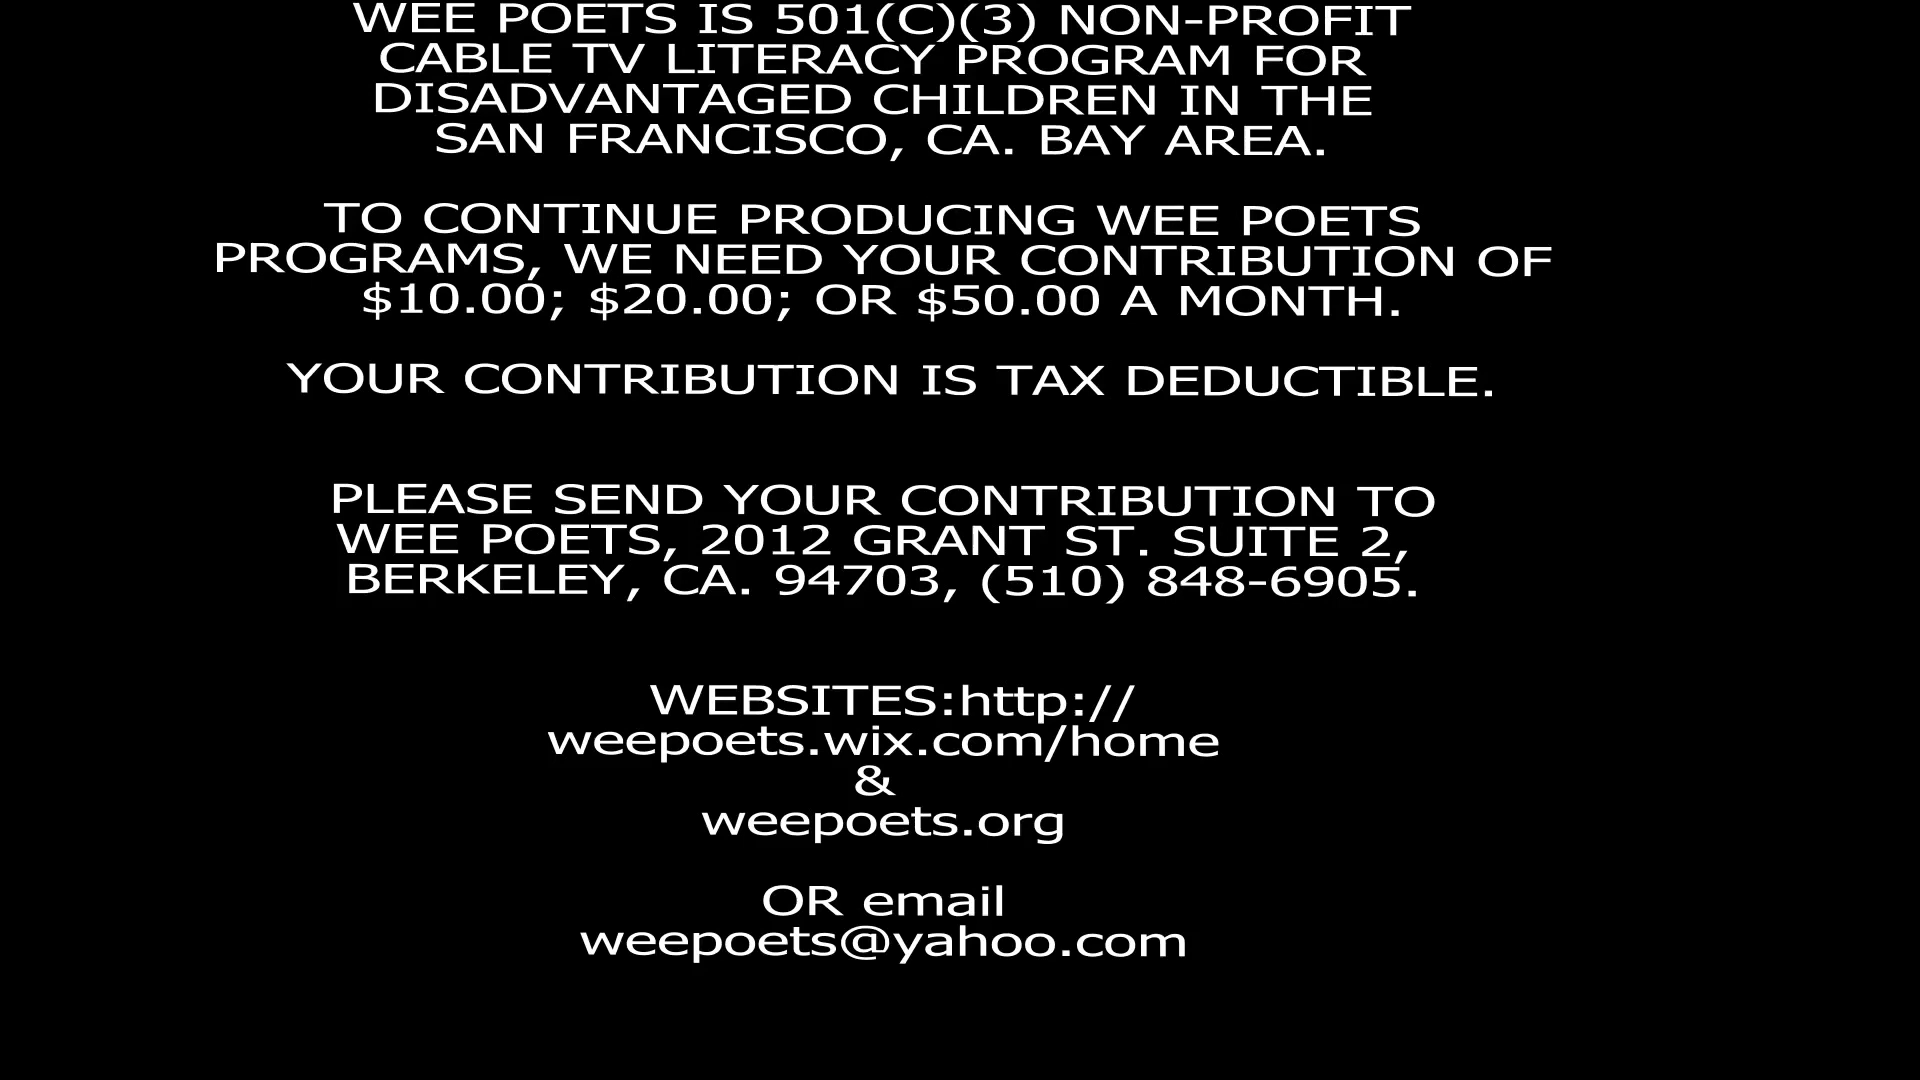 WEE POETS IS 501(C)(3) NON-PROFIT
CABLE TV LITERACY PROGRAM FOR
DISADVANTAGED CHILDREN IN THE
SAN FRANCISCO, CA. BAY AREA.
TO CONTINUE PRODUCING WEE POETS
PROGRAMS, WE NEED YOUR CONTRIBUTION OF
$10.00; $20.00; OR $50.00 A MONTH.
YOUR CONTRIBUTION IS TAX DEDUCTIBLE.
PLEASE SEND YOUR CONTRIBUTION TO
WEE POETS, 2012 GRANT ST. SUITE 2,
BERKELEY, CA. 94703, (510) 848-6905.
WEBSITES:http://
weepoets.wix.com/home
&
weepoets.org
OR email
weepoets@yahoo.com